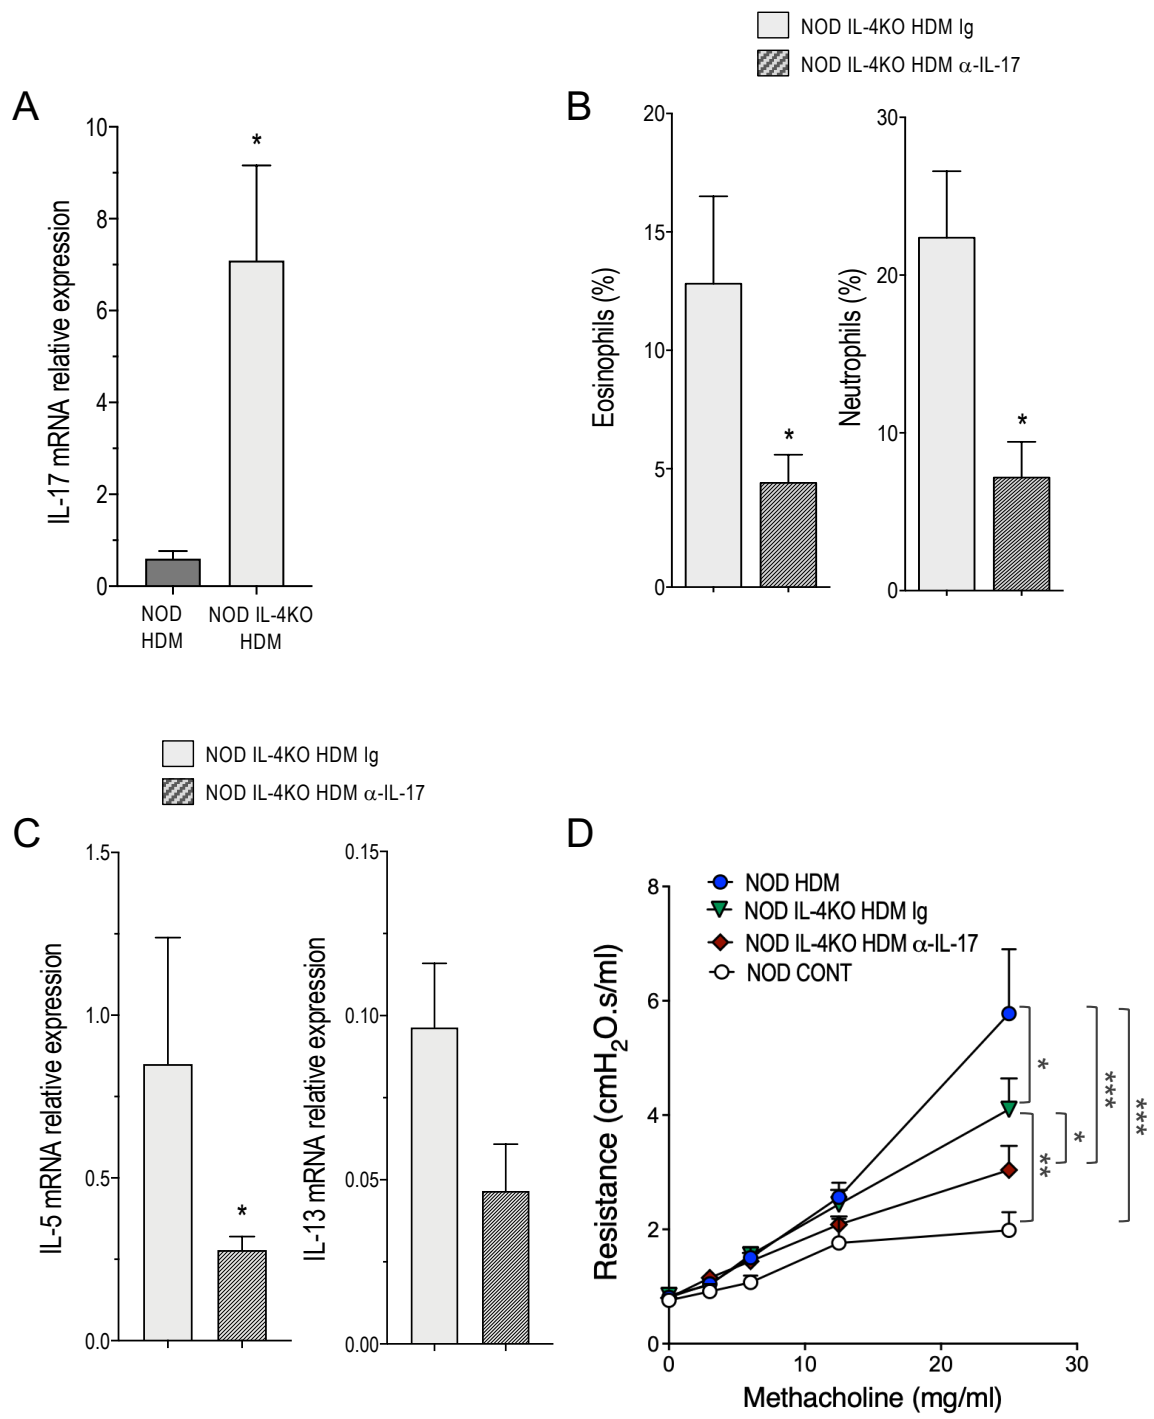 NOD IL-4KO HDM Ig
NOD IL-4KO HDM α-IL-17
A
IL-17 mRNA relative expression
10
8
6
4
2
0
*
NOD HDM
NOD IL-4KO HDM
B
Eosinophils (%)
20
15
10
5
0
*
Neutrophils (%)
30
20
10
0
*
NOD IL-4KO HDM Ig
NOD IL-4KO HDM α-IL-17
C
IL-5 mRNA relative expression
1.5
1.0
0.5
0.0
*
IL-13 mRNA relative expression
0.15
0.10
0.05
0.00
D
NOD HDM
NOD IL-4KO HDM Ig
NOD IL-4KO HDM α-IL-17
NOD CONT
Resistance (cmH2O.s/ml)
8
6
4
2
0
*
**
*
***
***
0 10 20 30
Methacholine (mg/ml)